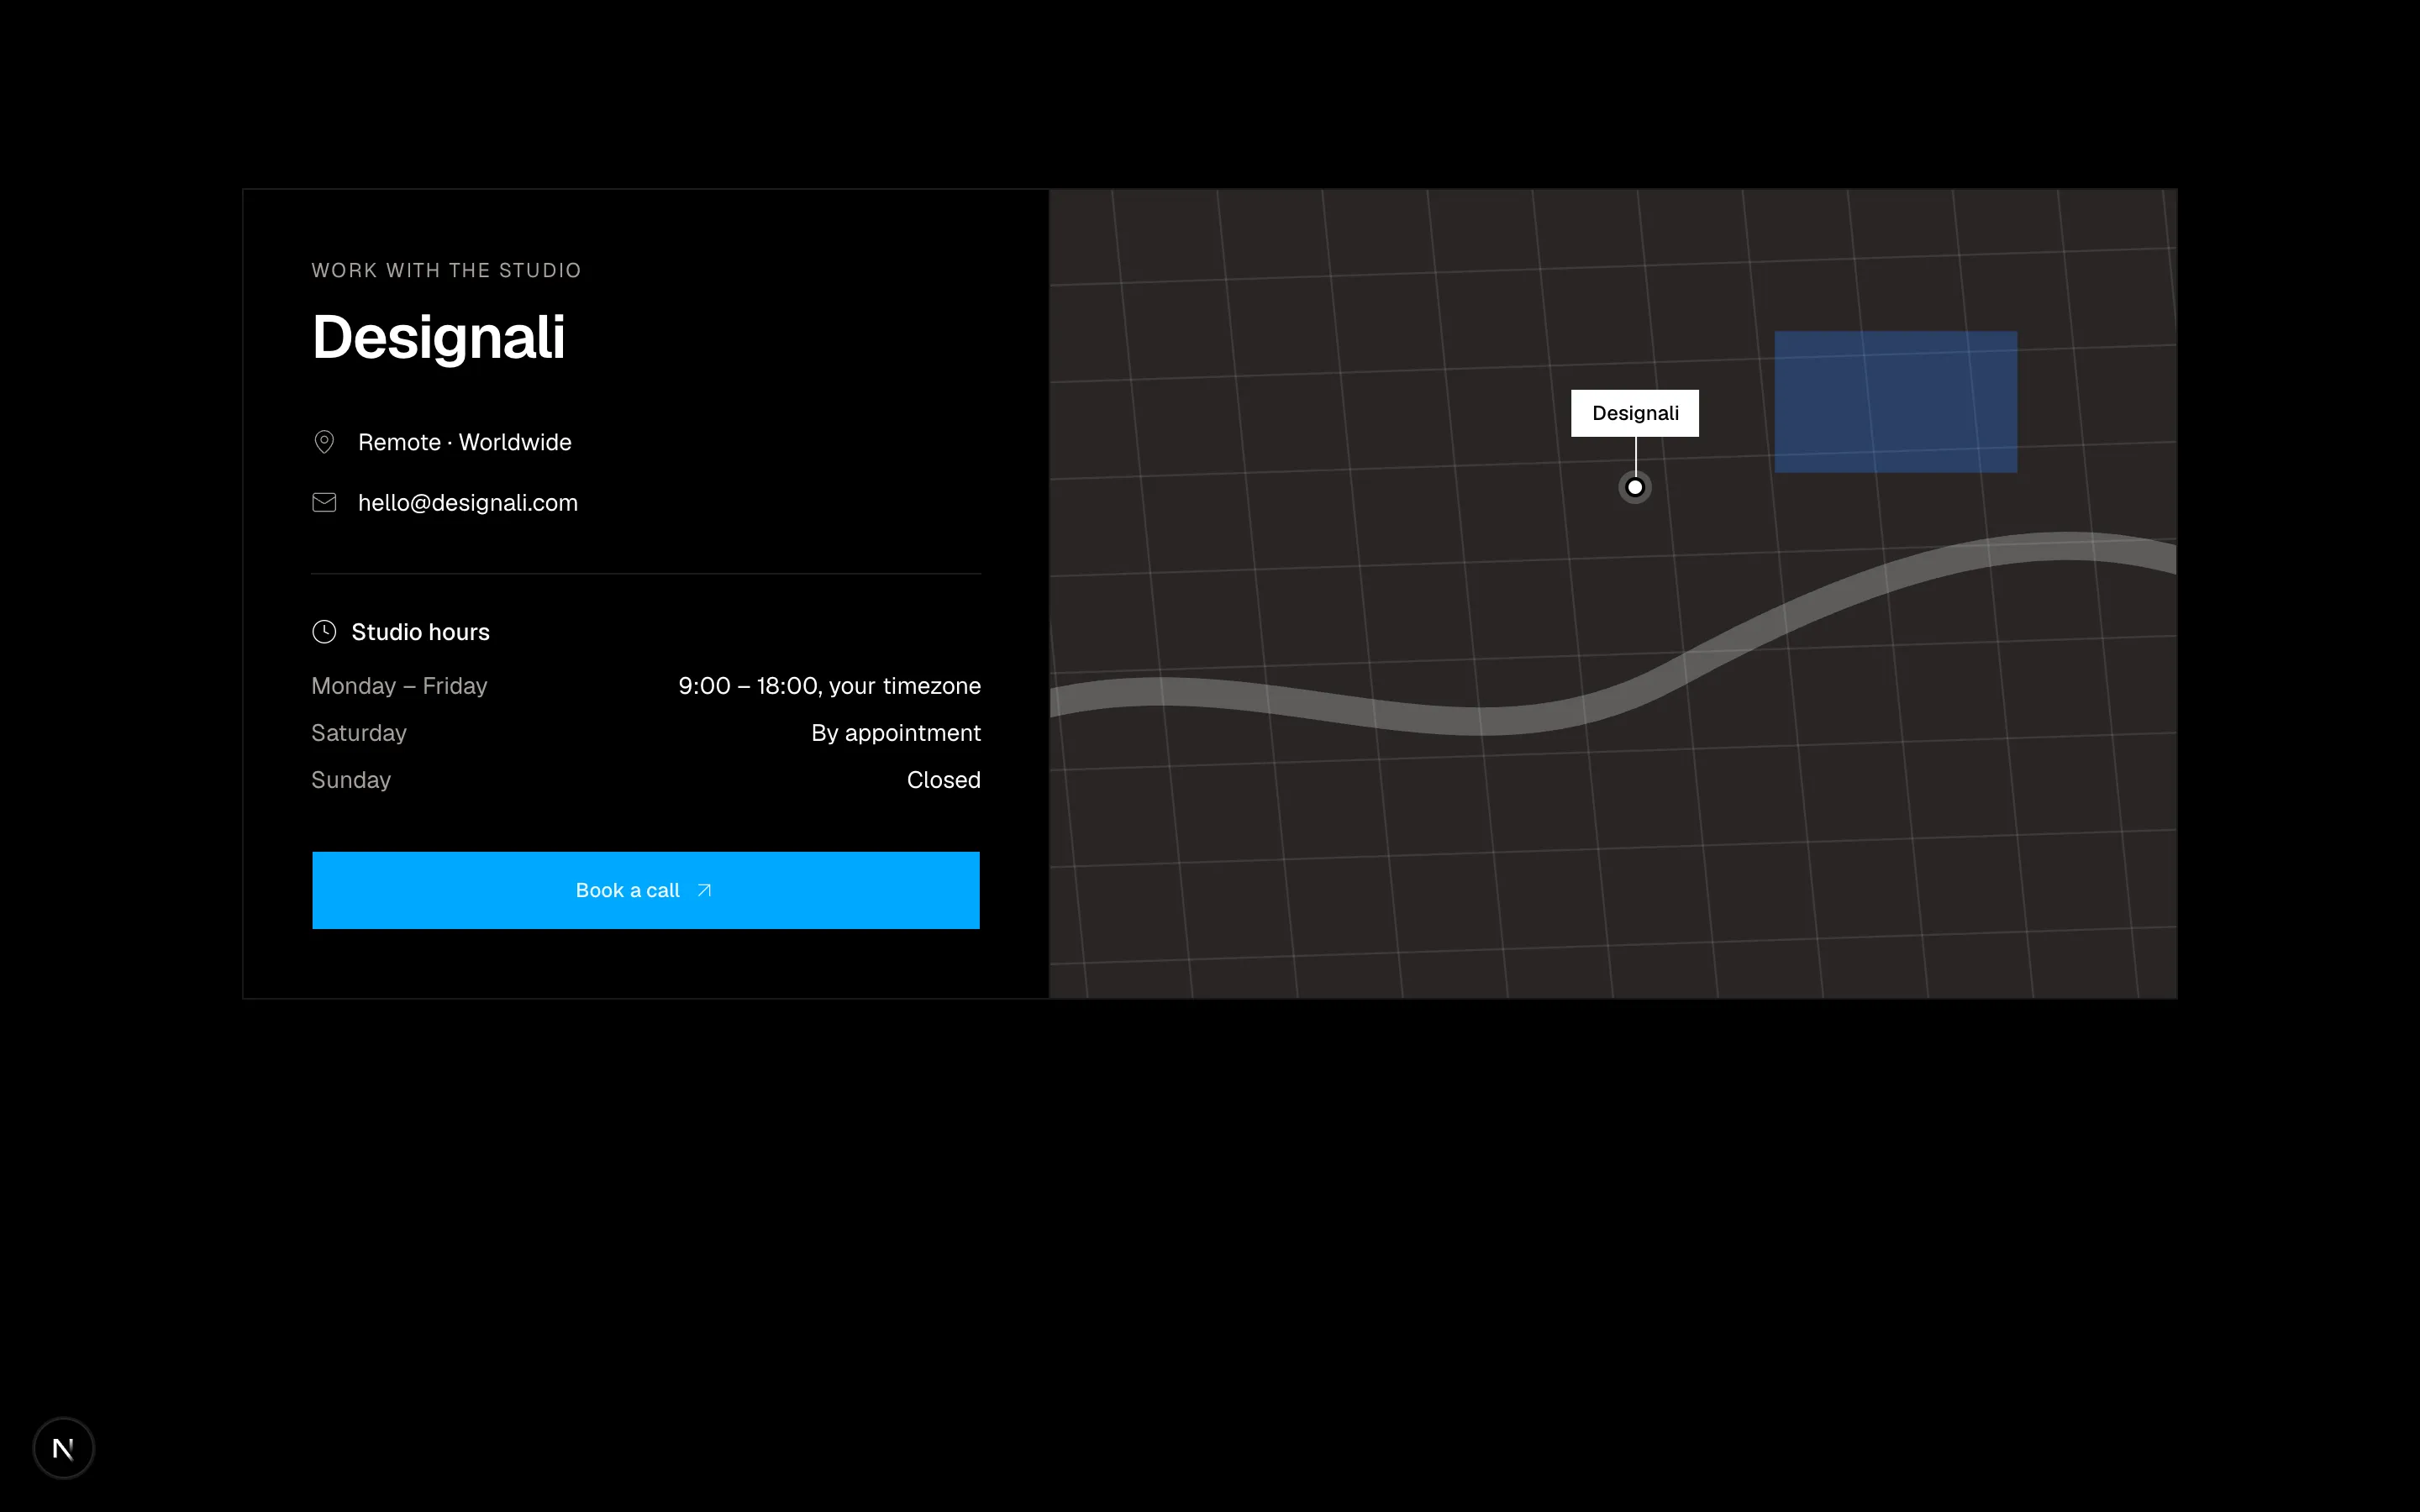 WORK WITH THE STUDIO
Designali
Remote · Worldwide
hello@designali.com
Studio hours
Monday – Friday 9:00 – 18:00, your timezone
Saturday By appointment
Sunday Closed
Book a call
Designali
N